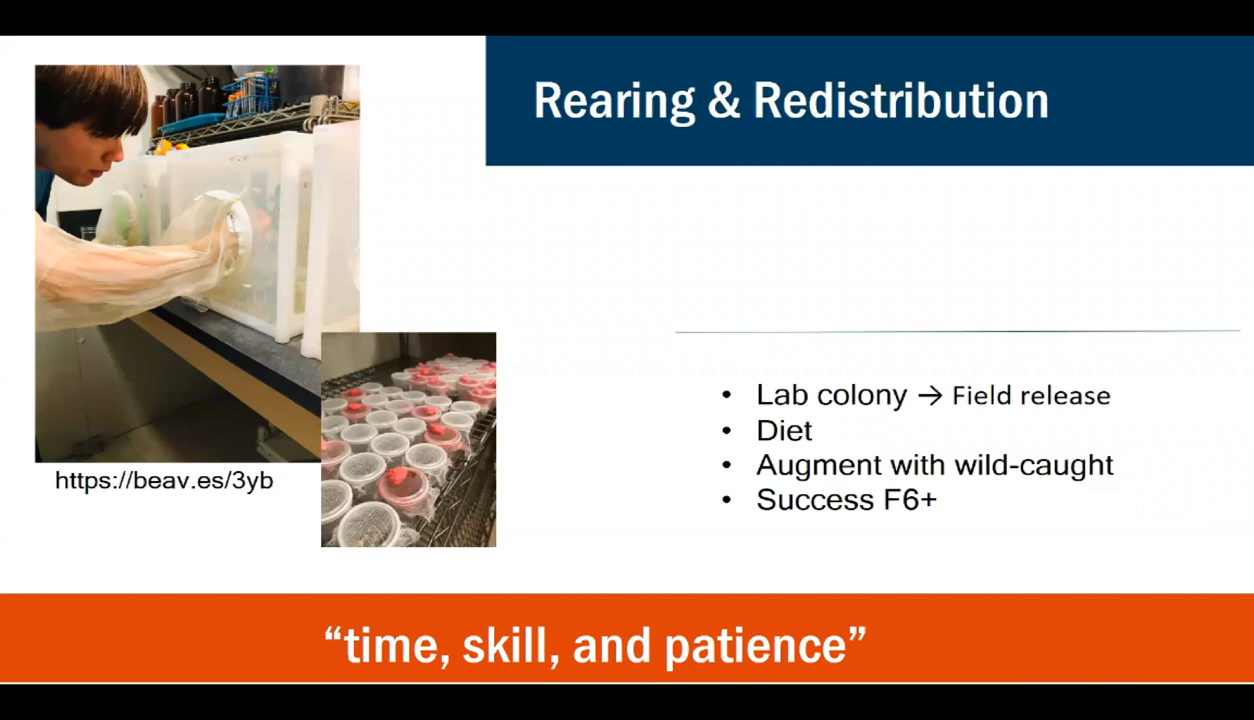 Rearing & Redistribution
https://beav.es/3yb
• Lab colony → Field release
• Diet
• Augment with wild-caught
• Success F6+
“time, skill, and patience”